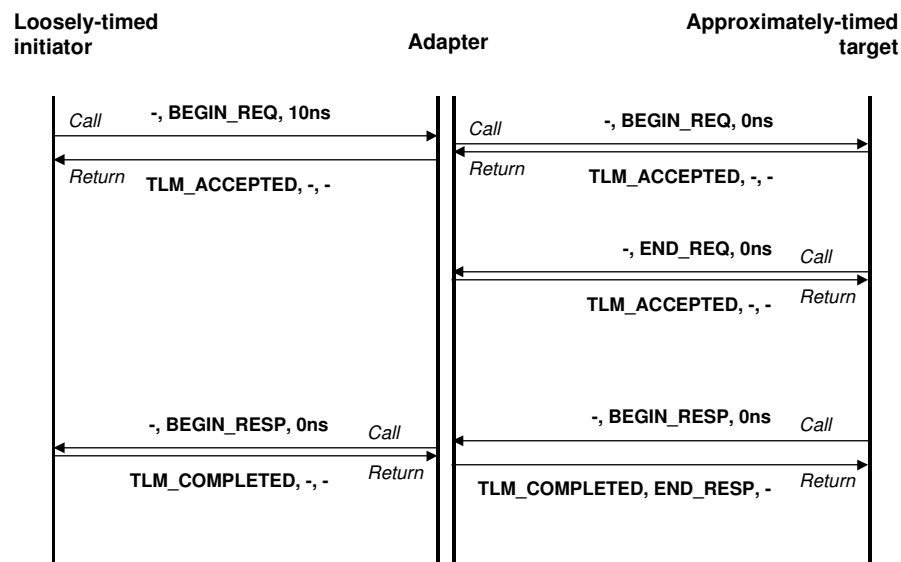 Loosely-timed
initiator
Adapter
Approximately-timed
target
Call
-, BEGIN_REQ, 10ns
Return
TLM_ACCEPTED, -, -
Call
-, BEGIN_REQ, 0ns
Return
TLM_ACCEPTED, -, -
-, END_REQ, 0ns
Call
TLM_ACCEPTED, -, -
Return
-, BEGIN_RESP, 0ns
Call
TLM_COMPLETED, -, -
Return
-, BEGIN_RESP, 0ns
Call
TLM_COMPLETED, END_RESP, -
Return